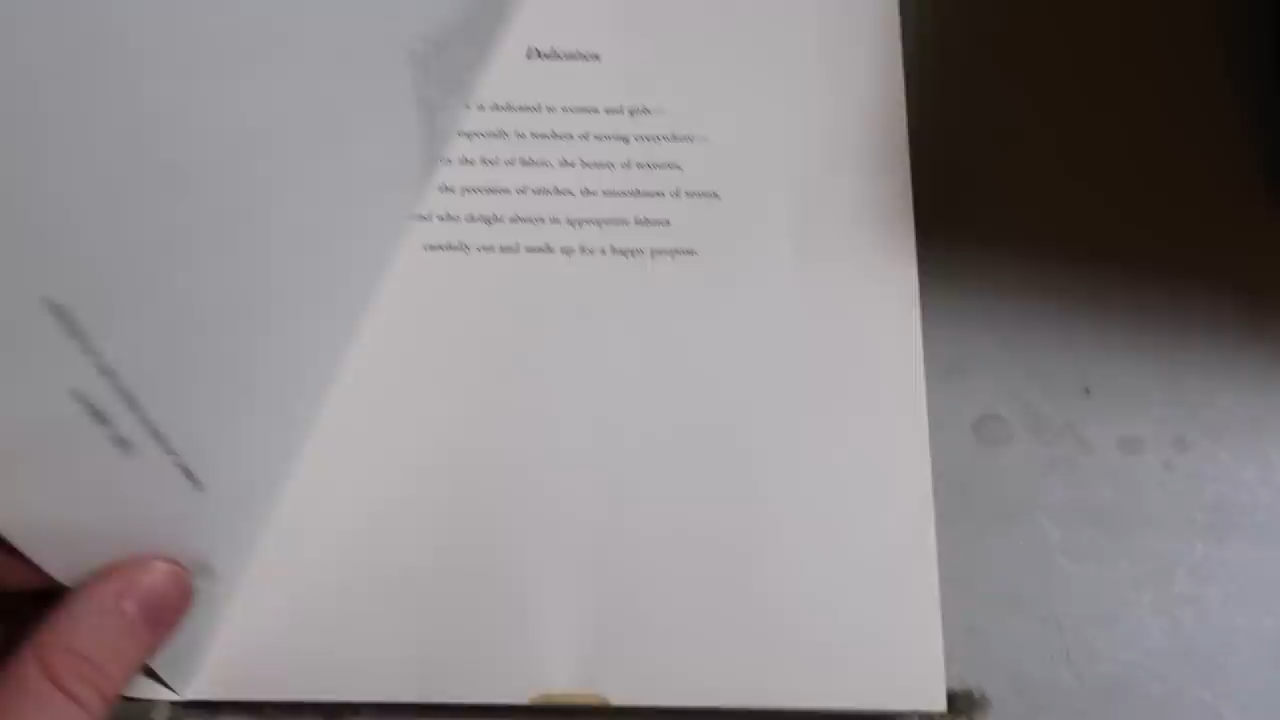 Dedication
is dedicated to women and girls—
especially to teachers of sewing everywhere—
the feel of fabric, the beauty of textures,
the precision of stitches, the smoothness of seams,
who delight always in appropriate fabrics
carefully cut and made up for a happy purpose.